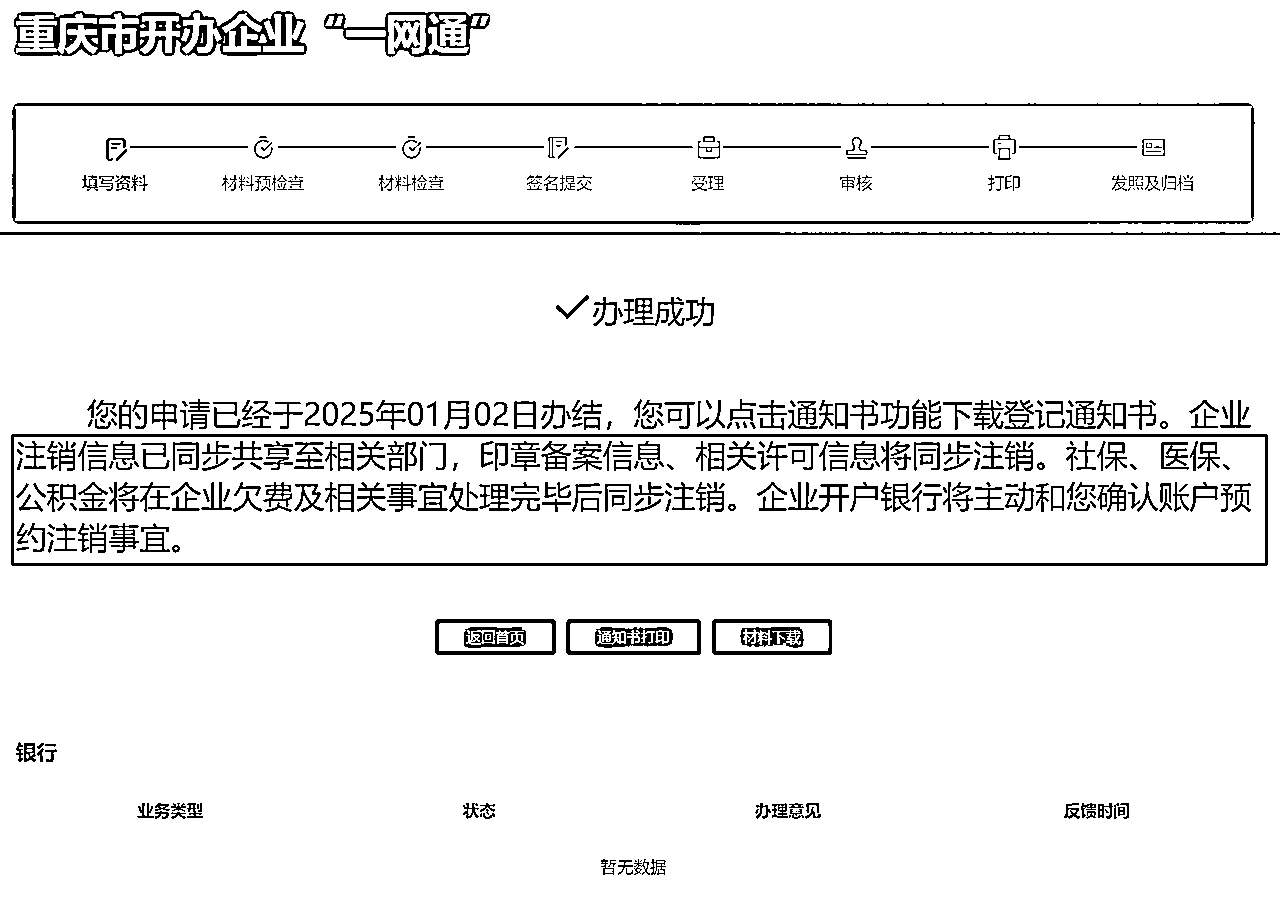 重庆市开办企业“一网通”
填写资料 材料预检查 材料检查 签名提交 受理 审核 打印 发照及归档
办理成功
您的申请已经于2025年01月02日办结，您可以点击通知书功能下载登记通知书。企业
注销信息已同步共享至相关部门，印章备案信息、相关许可信息将同步注销。社保、医保、
公积金将在企业欠费及相关事宜处理完毕后同步注销。企业开户银行将主动和您确认账户预
约注销事宜。
返回首页 通知书打印 材料下载
银行
业务类型 状态 办理意见 反馈时间
暂无数据